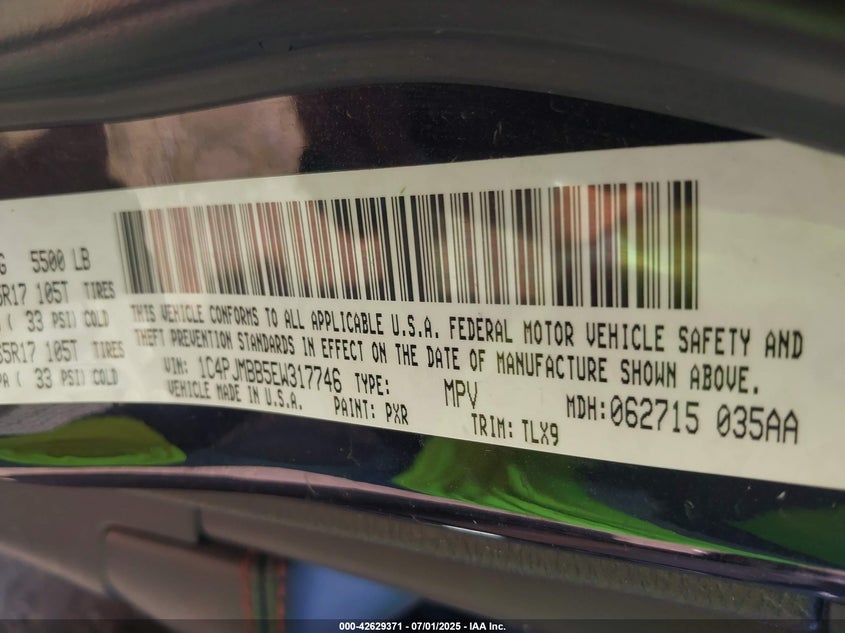 G 5500 LB
5R17 105T TIRES
( 33 PSI) COLD
65R17 105T TIRES
PA ( 33 PSI) COLD
THIS VEHICLE CONFORMS TO ALL APPLICABLE U.S.A. FEDERAL MOTOR VEHICLE SAFETY AND
THEFT PREVENTION STANDARDS IN EFFECT ON THE DATE OF MANUFACTURE SHOWN ABOVE.
VIN: 1C4PJMBB5EW317746 TYPE: MPV MDH: 062715 035AA
VEHICLE MADE IN U.S.A. PAINT: PXR TRIM: TLX9
000-42629371 - 07/01/2025 - IAA Inc.